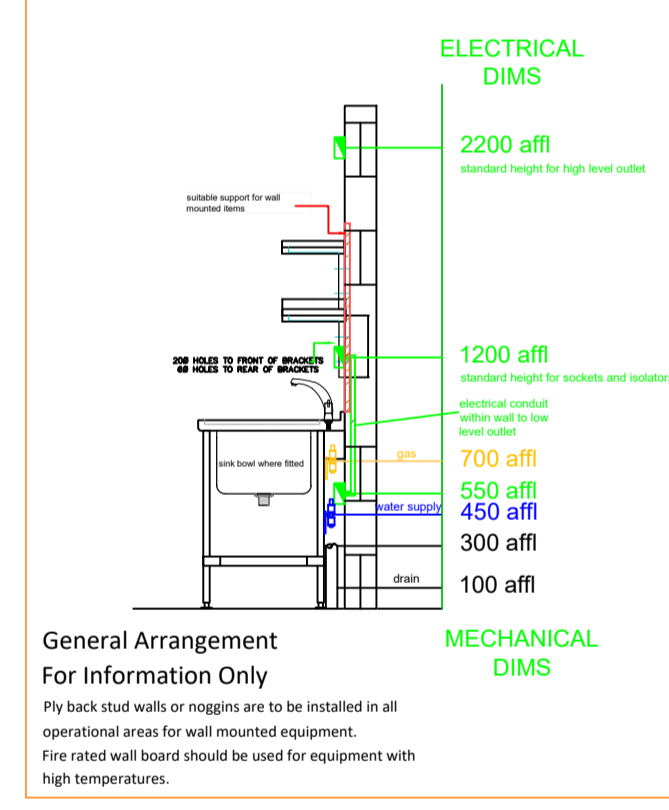 ELECTRICAL
DIMS
2200 affl
standard height for high level outlet
suitable support for wall
mounted items
20Ø HOLES TO FRONT OF BRACKETS
6Ø HOLES TO REAR OF BRACKETS
1200 affl
standard height for sockets and isolator
electrical conduit
within wall to low
level outlet
sink bowl where fitted
gas
700 affl
550 affl
water supply
450 affl
300 affl
drain
100 affl
General Arrangement
For Information Only
MECHANICAL
DIMS
Ply back stud walls or noggins are to be installed in all
operational areas for wall mounted equipment.
Fire rated wall board should be used for equipment with
high temperatures.